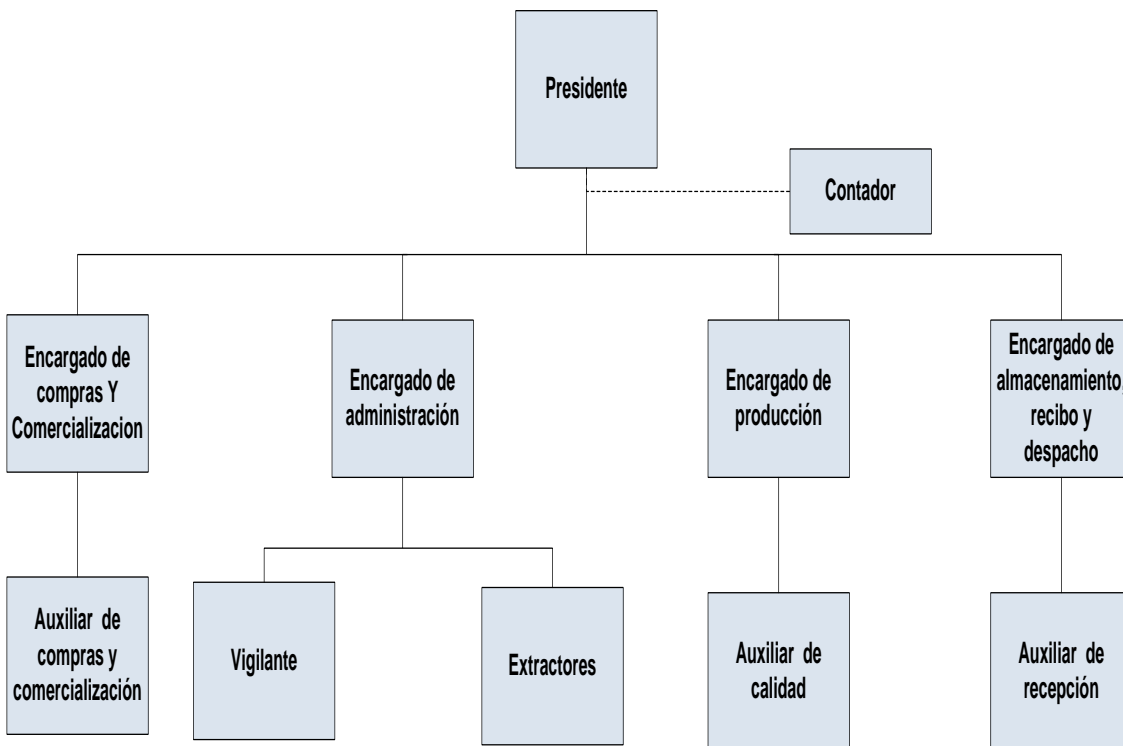 Presidente
Contador
Encargado de
compras Y
Comercializacion
Encargado de
administración
Encargado de
producción
Encargado de
almacenamiento,
recibo y
despacho
Auxiliar de
compras y
comercialización
Vigilante
Extractores
Auxiliar de
calidad
Auxiliar de
recepción